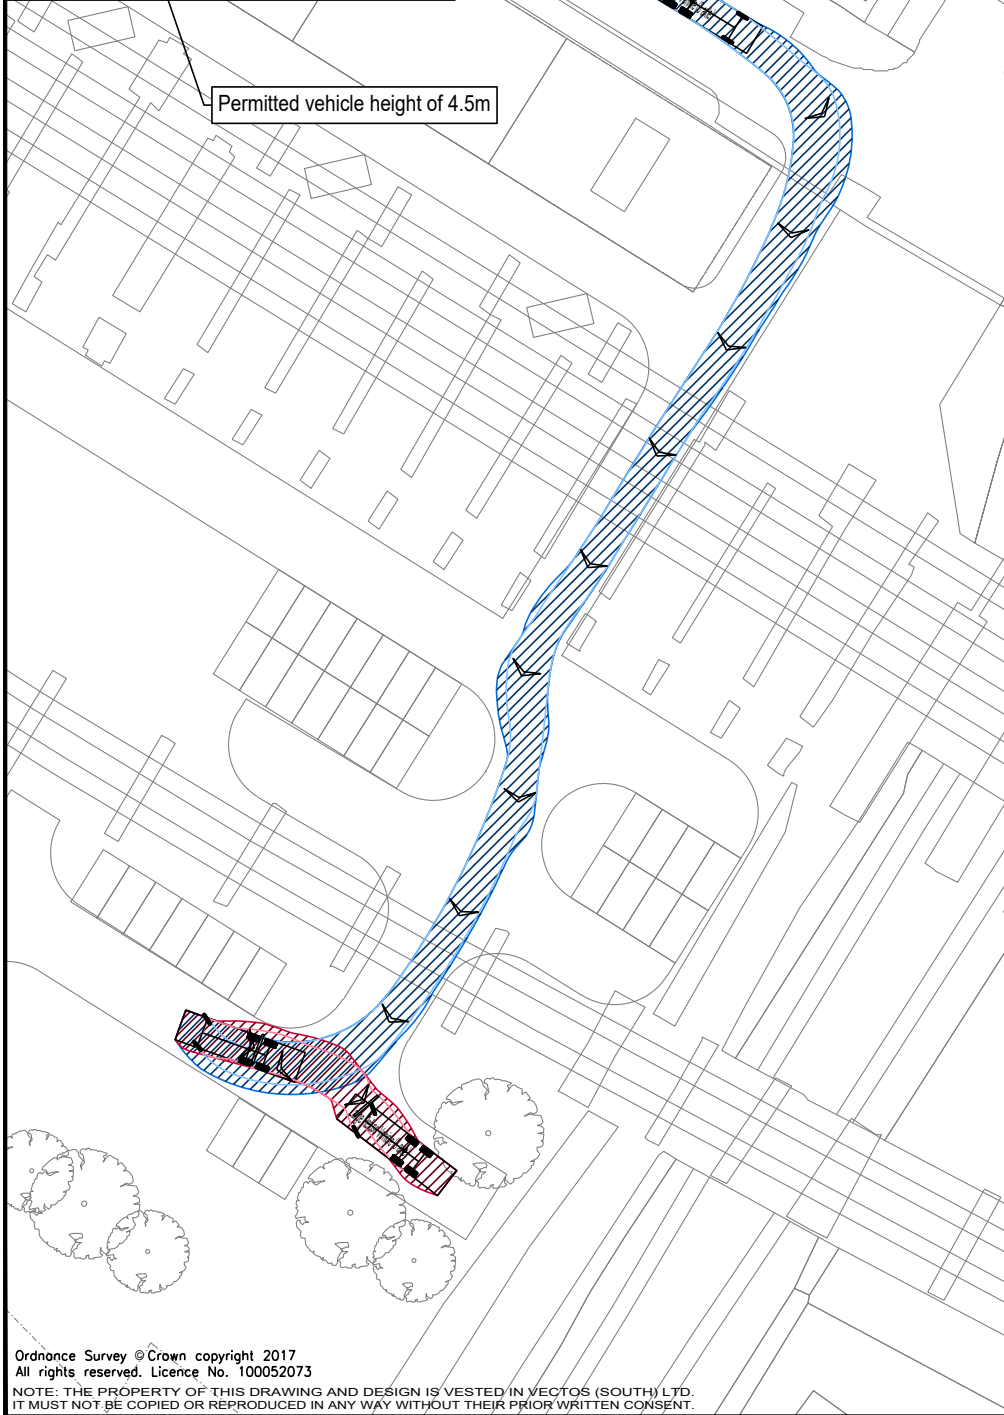 Permitted vehicle height of 4.5m
Ordnance Survey © Crown copyright 2017
All rights reserved. Licence No. 100052073
NOTE: THE PROPERTY OF THIS DRAWING AND DESIGN IS VESTED IN VECTOS (SOUTH) LTD.
IT MUST NOT BE COPIED OR REPRODUCED IN ANY WAY WITHOUT THEIR PRIOR WRITTEN CONSENT.